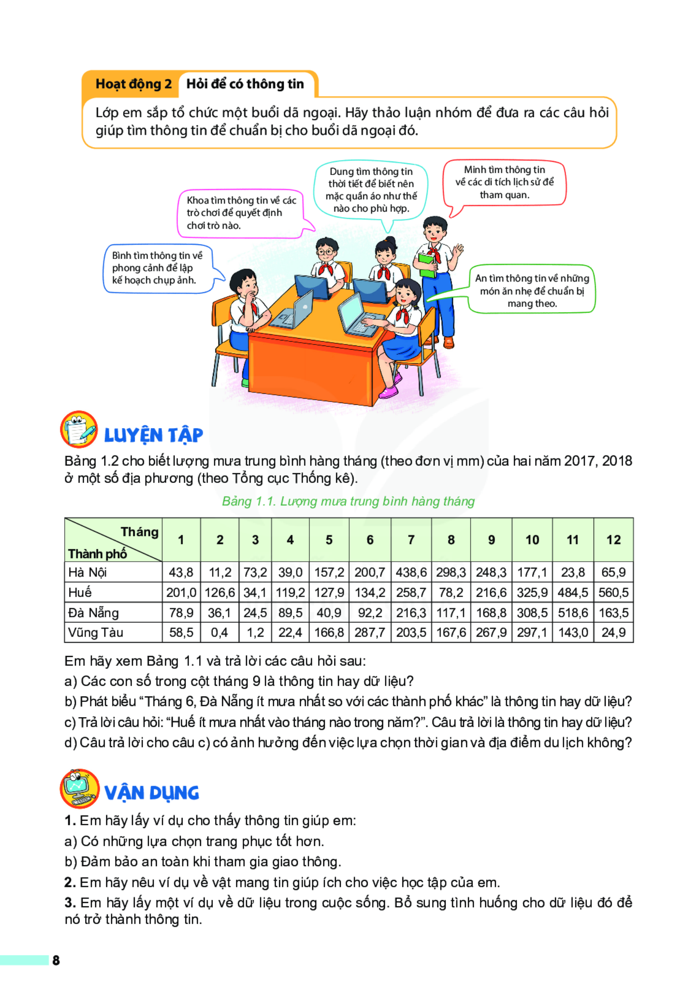 Hoạt động 2 Hỏi để có thông tin
Lớp em sắp tổ chức một buổi dã ngoại. Hãy thảo luận nhóm để đưa ra các câu hỏi
giúp tìm thông tin để chuẩn bị cho buổi dã ngoại đó.
Bình tìm thông tin về
phong cảnh để lập
kế hoạch chụp ảnh.
Khoa tìm thông tin về các
trò chơi để quyết định
chơi trò nào.
Dung tìm thông tin
thời tiết để biết nên
mặc quần áo như thế
nào cho phù hợp.
Minh tìm thông tin
về các di tích lịch sử để
tham quan.
An tìm thông tin về những
món ăn nhẹ để chuẩn bị
mang theo.
LUYỆN TẬP
Bảng 1.2 cho biết lượng mưa trung bình hàng tháng (theo đơn vị mm) của hai năm 2017, 2018
ở một số địa phương (theo Tổng cục Thống kê).
Bảng 1.1. Lượng mưa trung bình hàng tháng
Tháng
Thành phố 1 2 3 4 5 6 7 8 9 10 11 12
Hà Nội 43,8 11,2 73,2 39,0 157,2 200,7 438,6 298,3 248,3 177,1 23,8 65,9
Huế 201,0 126,6 34,1 119,2 127,9 134,2 258,7 78,2 216,6 325,9 484,5 560,5
Đà Nẵng 78,9 36,1 24,5 89,5 40,9 92,2 216,3 117,1 168,8 308,5 518,6 163,5
Vũng Tàu 58,5 0,4 1,2 22,4 166,8 287,7 203,5 167,6 267,9 297,1 143,0 24,9
Em hãy xem Bảng 1.1 và trả lời các câu hỏi sau:
a) Các con số trong cột tháng 9 là thông tin hay dữ liệu?
b) Phát biểu “Tháng 6, Đà Nẵng ít mưa nhất so với các thành phố khác” là thông tin hay dữ liệu?
c) Trả lời câu hỏi: “Huế ít mưa nhất vào tháng nào trong năm?”. Câu trả lời là thông tin hay dữ liệu?
d) Câu trả lời cho câu c) có ảnh hưởng đến việc lựa chọn thời gian và địa điểm du lịch không?
VẬN DỤNG
1. Em hãy lấy ví dụ cho thấy thông tin giúp em:
a) Có những lựa chọn trang phục tốt hơn.
b) Đảm bảo an toàn khi tham gia giao thông.
2. Em hãy nêu ví dụ về vật mang tin giúp ích cho việc học tập của em.
3. Em hãy lấy một ví dụ về dữ liệu trong cuộc sống. Bổ sung tình huống cho dữ liệu đó để
nó trở thành thông tin.
8